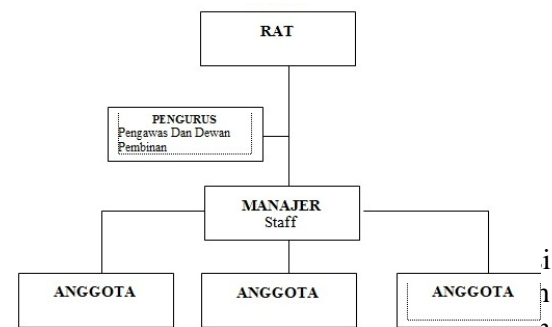 RAT
PENGURUS
Pengawas Dan Dewan
Pembinan
MANAJER
Staff
ANGGOTA
ANGGOTA
ANGGOTA